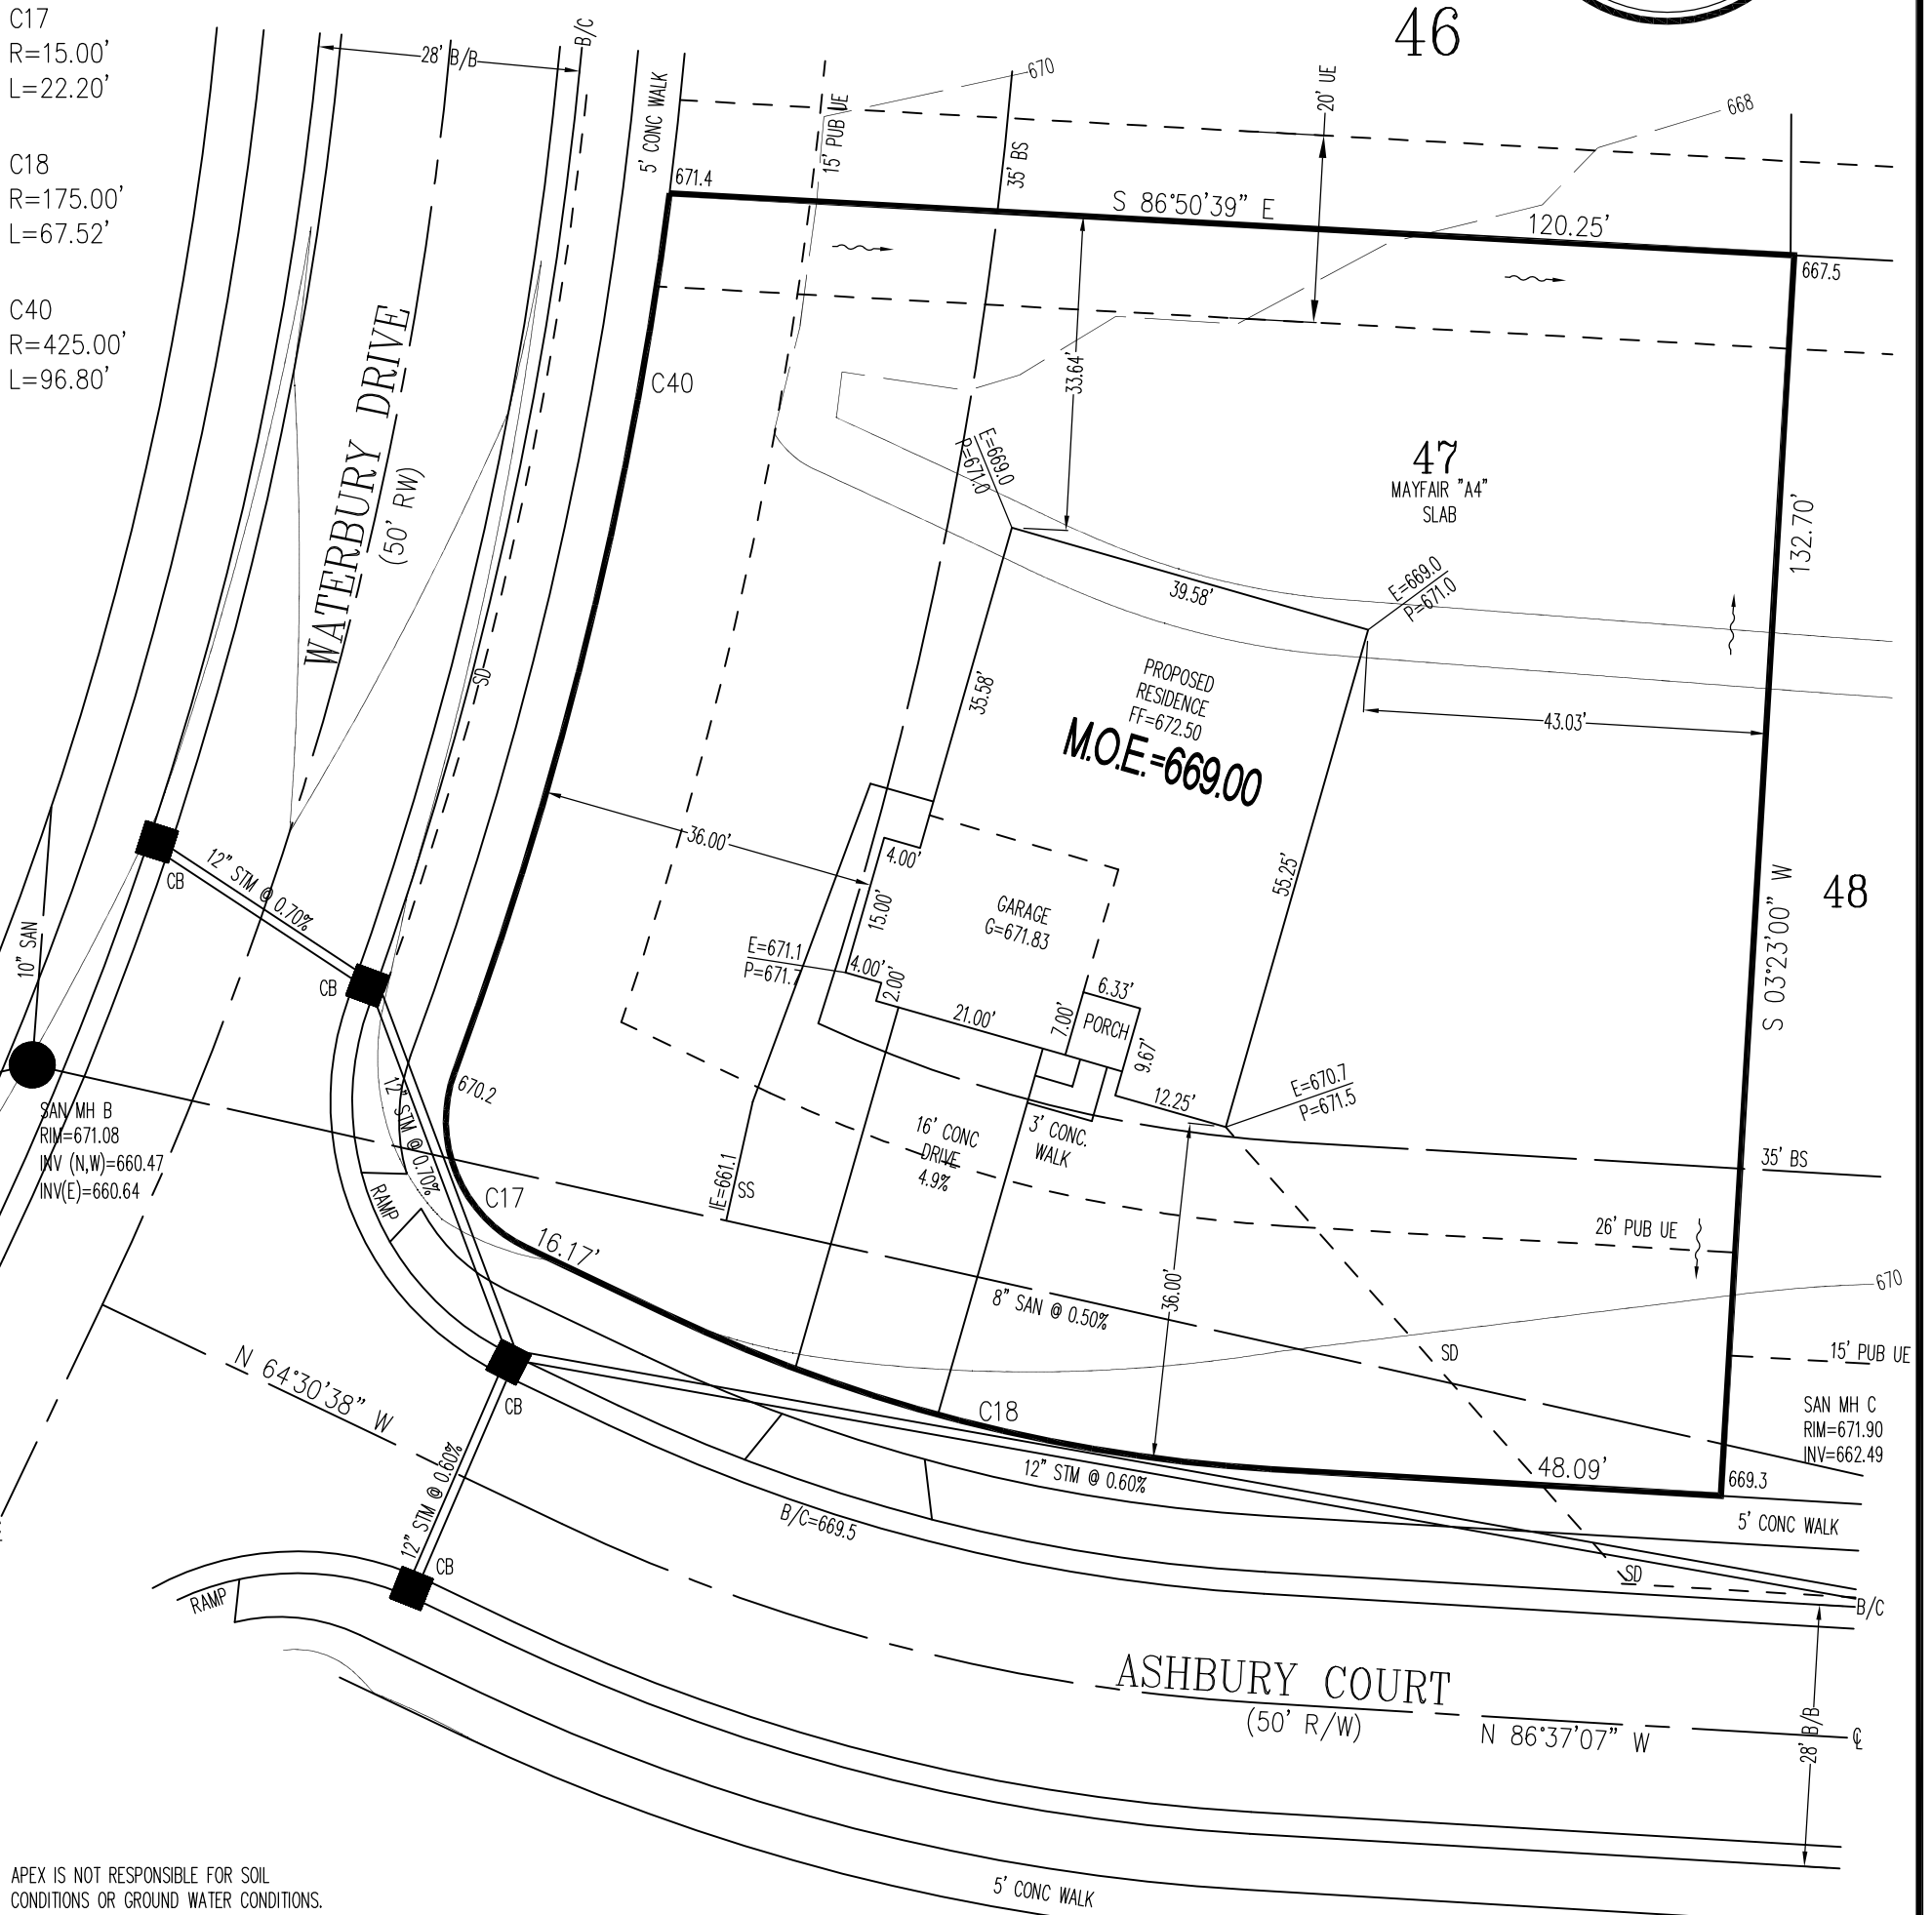 C17
R=15.00'
L=22.20'
C18
R=175.00'
L=67.52'
C40
R=425.00'
L=96.80'
28' B/B
B/C
5' CONC WALK
15' PUB UE
35' BS
670
46
20' UE
668
671.4
S 86°50'39" E
120.25'
667.5
C40
33.64'
WATERBURY DRIVE
(50' RW)
SD
E=669.0
P=671.0
47
MAYFAIR "A4"
SLAB
132.70'
39.58'
E=669.0
P=671.0
35.58'
PROPOSED
RESIDENCE
FF=672.50
M.O.E.=669.00
43.03'
36.00'
4.00'
15.00'
55.25'
GARAGE
G=671.83
48
S 03°23'00" W
CB
12" STM @ 0.70%
10" SAN
CB
E=671.1
P=671.7
4.00'
2.00'
21.00'
7.00'
6.33'
PORCH
9.67'
12.25'
E=670.7
P=671.5
670.2
12" STM @ 0.70%
SAN MH B
RIM=671.08
INV (N,W)=660.47
INV(E)=660.64
16' CONC
DRIVE
4.9%
3' CONC.
WALK
35' BS
IE=661.1
SS
RAMP
C17
16.17'
26' PUB UE
36.00'
8" SAN @ 0.50%
670
SD
15' PUB UE
N 64°30'38" W
CB
C18
SAN MH C
RIM=671.90
INV=662.49
12" STM @ 0.60%
12" STM @ 0.60%
48.09'
669.3
B/C=669.5
5' CONC WALK
CB
RAMP
SD
B/C
ASHBURY COURT
(50' R/W)
N 86°37'07" W
28' B/B
℄
APEX IS NOT RESPONSIBLE FOR SOIL
CONDITIONS OR GROUND WATER CONDITIONS.
5' CONC WALK